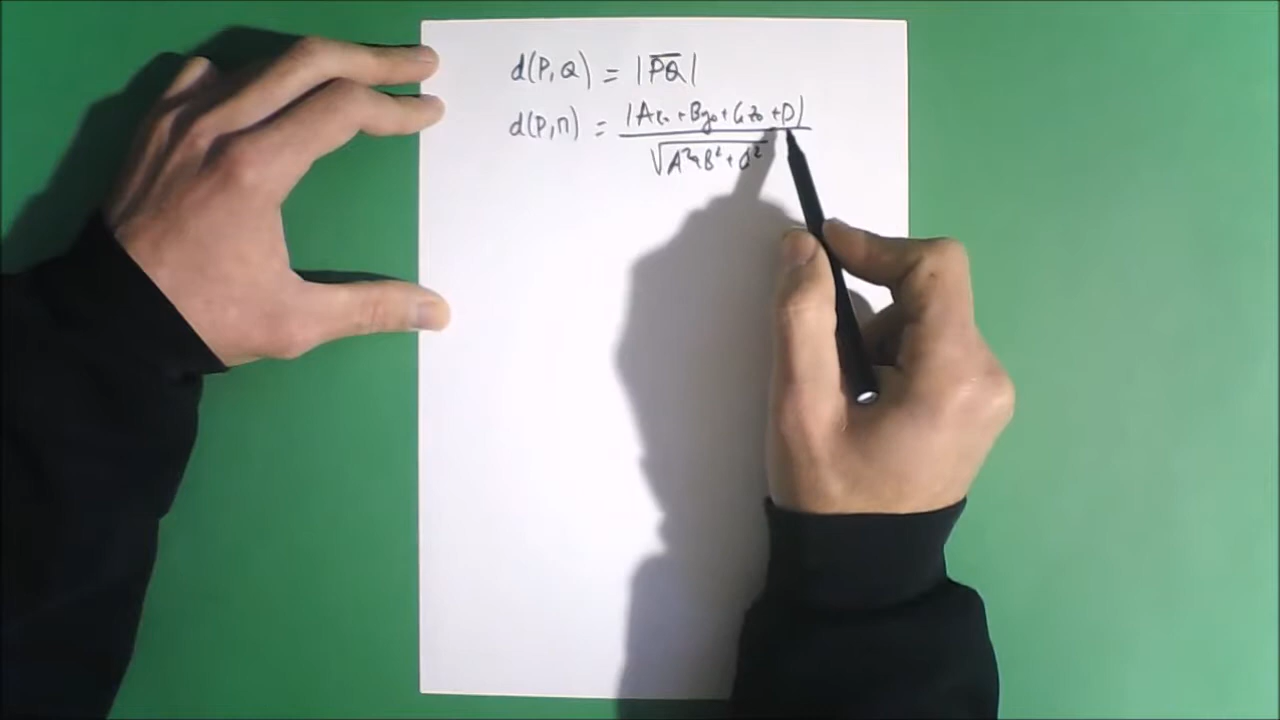 d(P,Q) = |PQ̅|
d(P,π) = |Ax₀ + By₀ + Cz₀ + D|
√A² + B² + C²